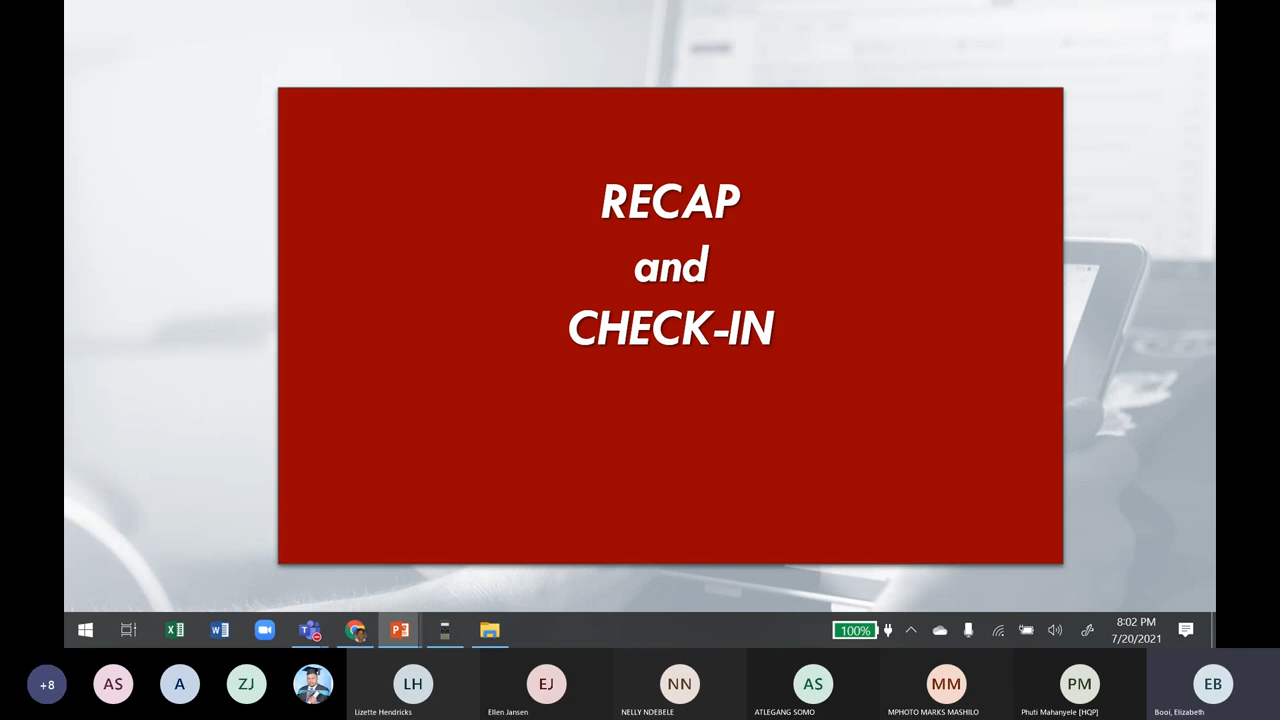 RECAP
and
CHECK-IN
100%
8:02 PM
7/20/2021
+8
AS
A
ZJ
LH
EJ
NN
AS
MM
PM
EB
Lizette Hendricks
Ellen Jansen
NELLY NDEBELE
ATLEGANG SOMO
MPHOTO MARKS MASHILO
Phuti Mahanyele [HQP]
Booi, Elizabeth